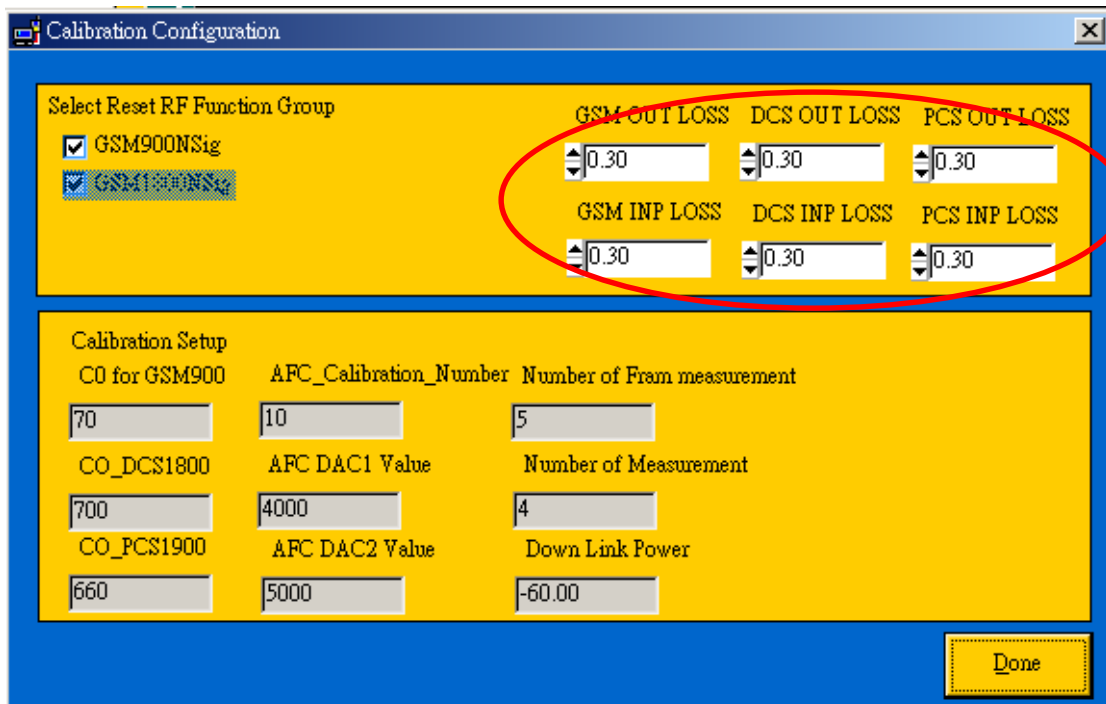 Calibration Configuration
Select Reset RF Function Group
GSM900NSig
GSM1800NSig
GSM OUT LOSS DCS OUT LOSS PCS OUT LOSS
0.30 0.30 0.30
GSM INP LOSS DCS INP LOSS PCS INP LOSS
0.30 0.30 0.30
Calibration Setup
C0 for GSM900 AFC_Calibration_Number Number of Fram measurement
70 10 5
CO_DCS1800 AFC DAC1 Value Number of Measurement
700 4000 4
CO_PCS1900 AFC DAC2 Value Down Link Power
660 5000 -60.00
Done